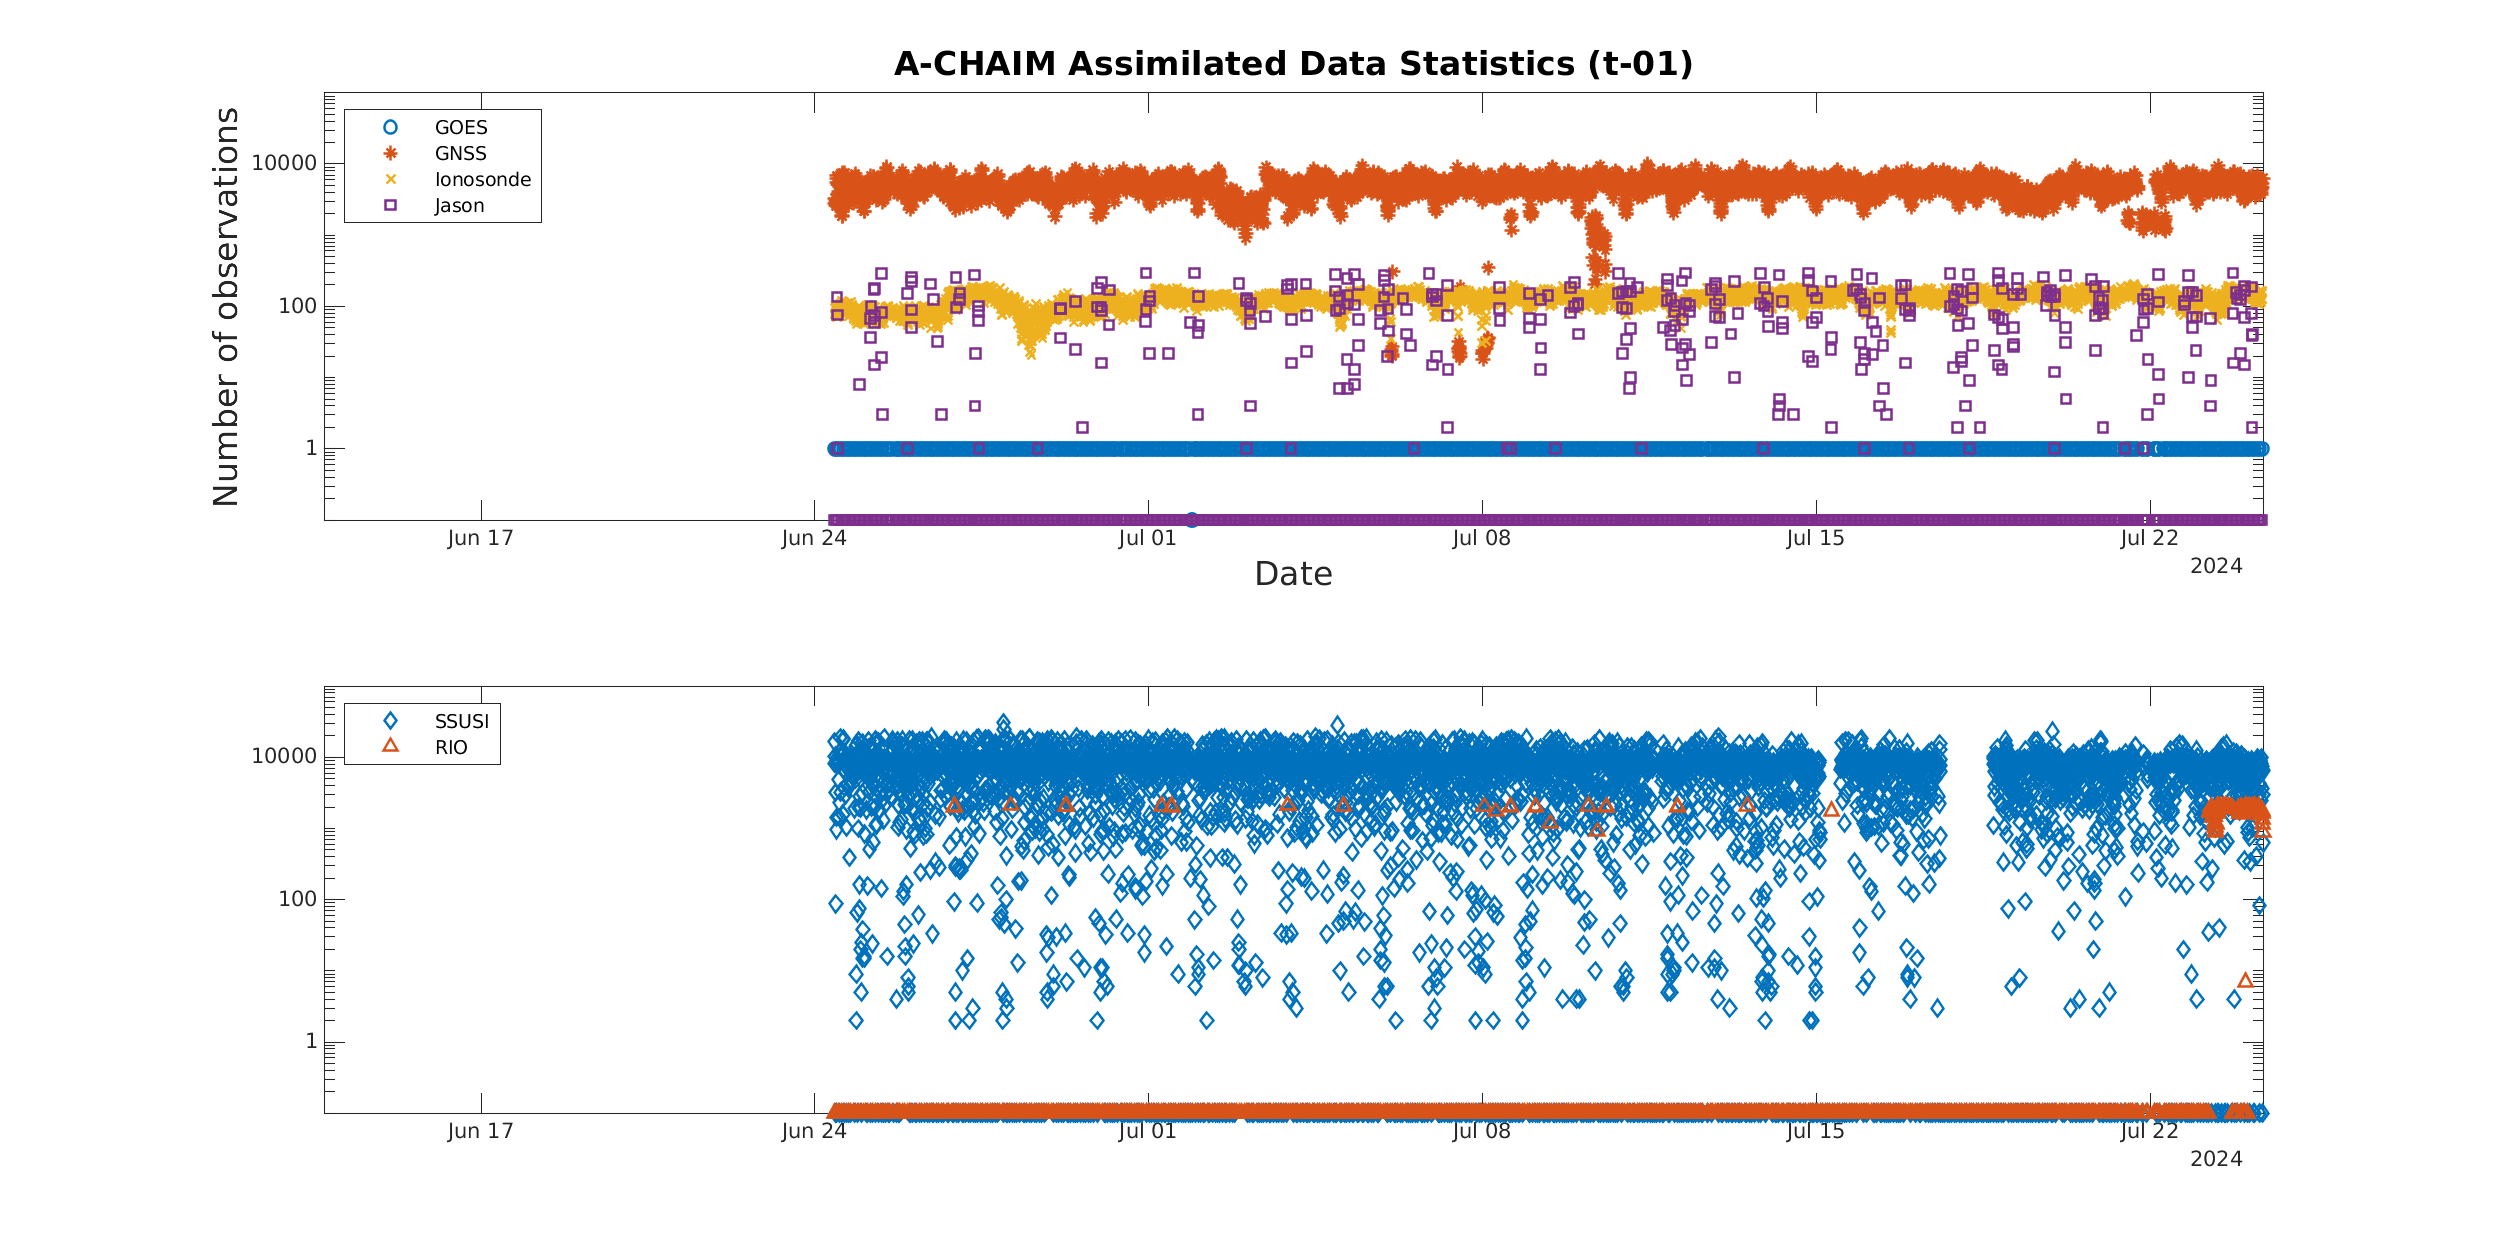 A-CHAIM Assimilated Data Statistics (t-01)
Number of observations
10000
100
1
GOES
GNSS
Ionosonde
Jason
Jun 17
Jun 24
Jul 01
Jul 08
Jul 15
Jul 22
2024
Date
10000
100
1
SSUSI
RIO
Jun 17
Jun 24
Jul 01
Jul 08
Jul 15
Jul 22
2024